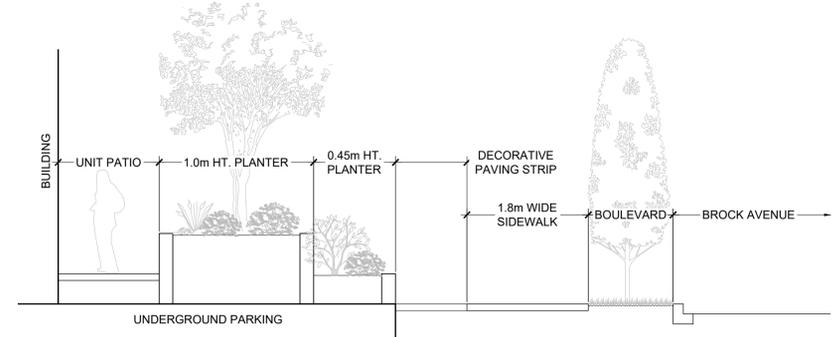 BUILDING
UNIT PATIO
1.0m HT. PLANTER
0.45m HT.
PLANTER
DECORATIVE
PAVING STRIP
1.8m WIDE
SIDEWALK
BOULEVARD
BROCK AVENUE
UNDERGROUND PARKING